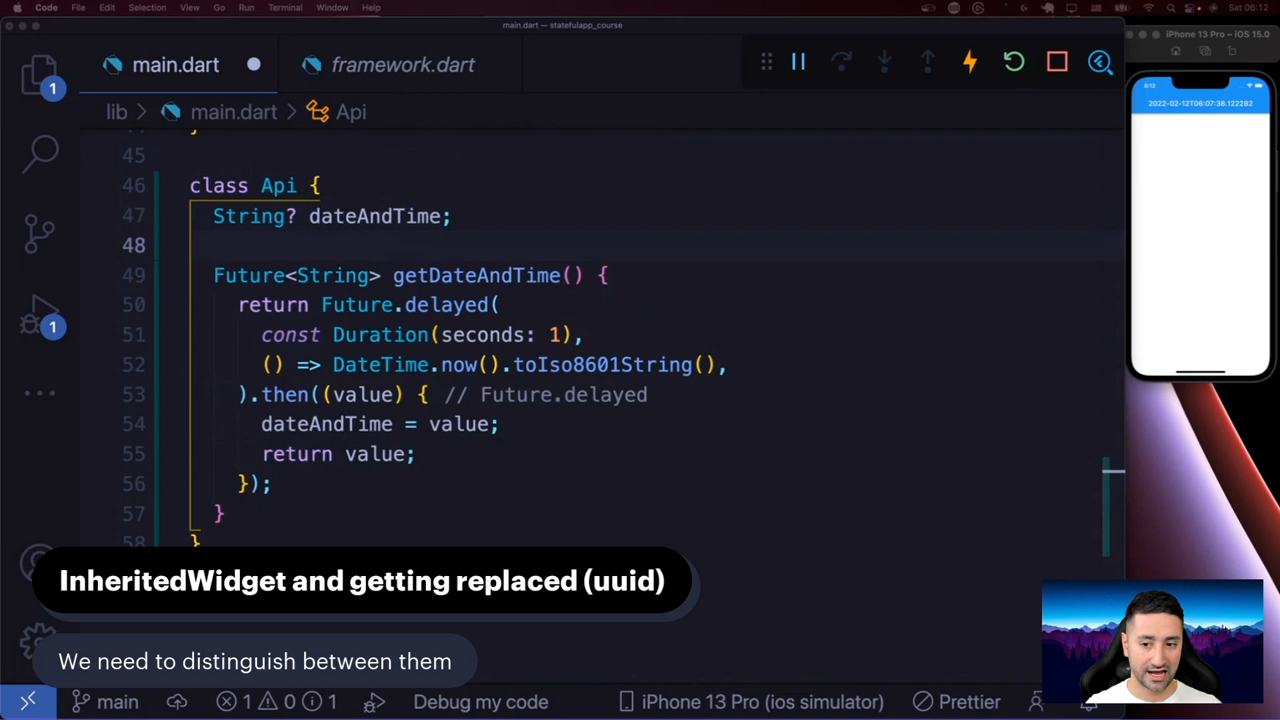 Code File Edit Selection View Go Run Terminal Window Help Sat 06:12
main.dart — statefulapp_course
iPhone 13 Pro – iOS 15.0
main.dart framework.dart
1
lib > main.dart > Api
5:12
2022-02-12T06:07:38.122282
45
46 class Api {
47 String? dateAndTime;
48
49 Future<String> getDateAndTime() {
50 return Future.delayed(
51 const Duration(seconds: 1),
52 () => DateTime.now().toIso8601String(),
53 ).then((value) { // Future.delayed
54 dateAndTime = value;
55 return value;
56 });
57 }
58 }
1
InheritedWidget and getting replaced (uuid)
We need to distinguish between them
main 1 0 1 Debug my code iPhone 13 Pro (ios simulator) Prettier